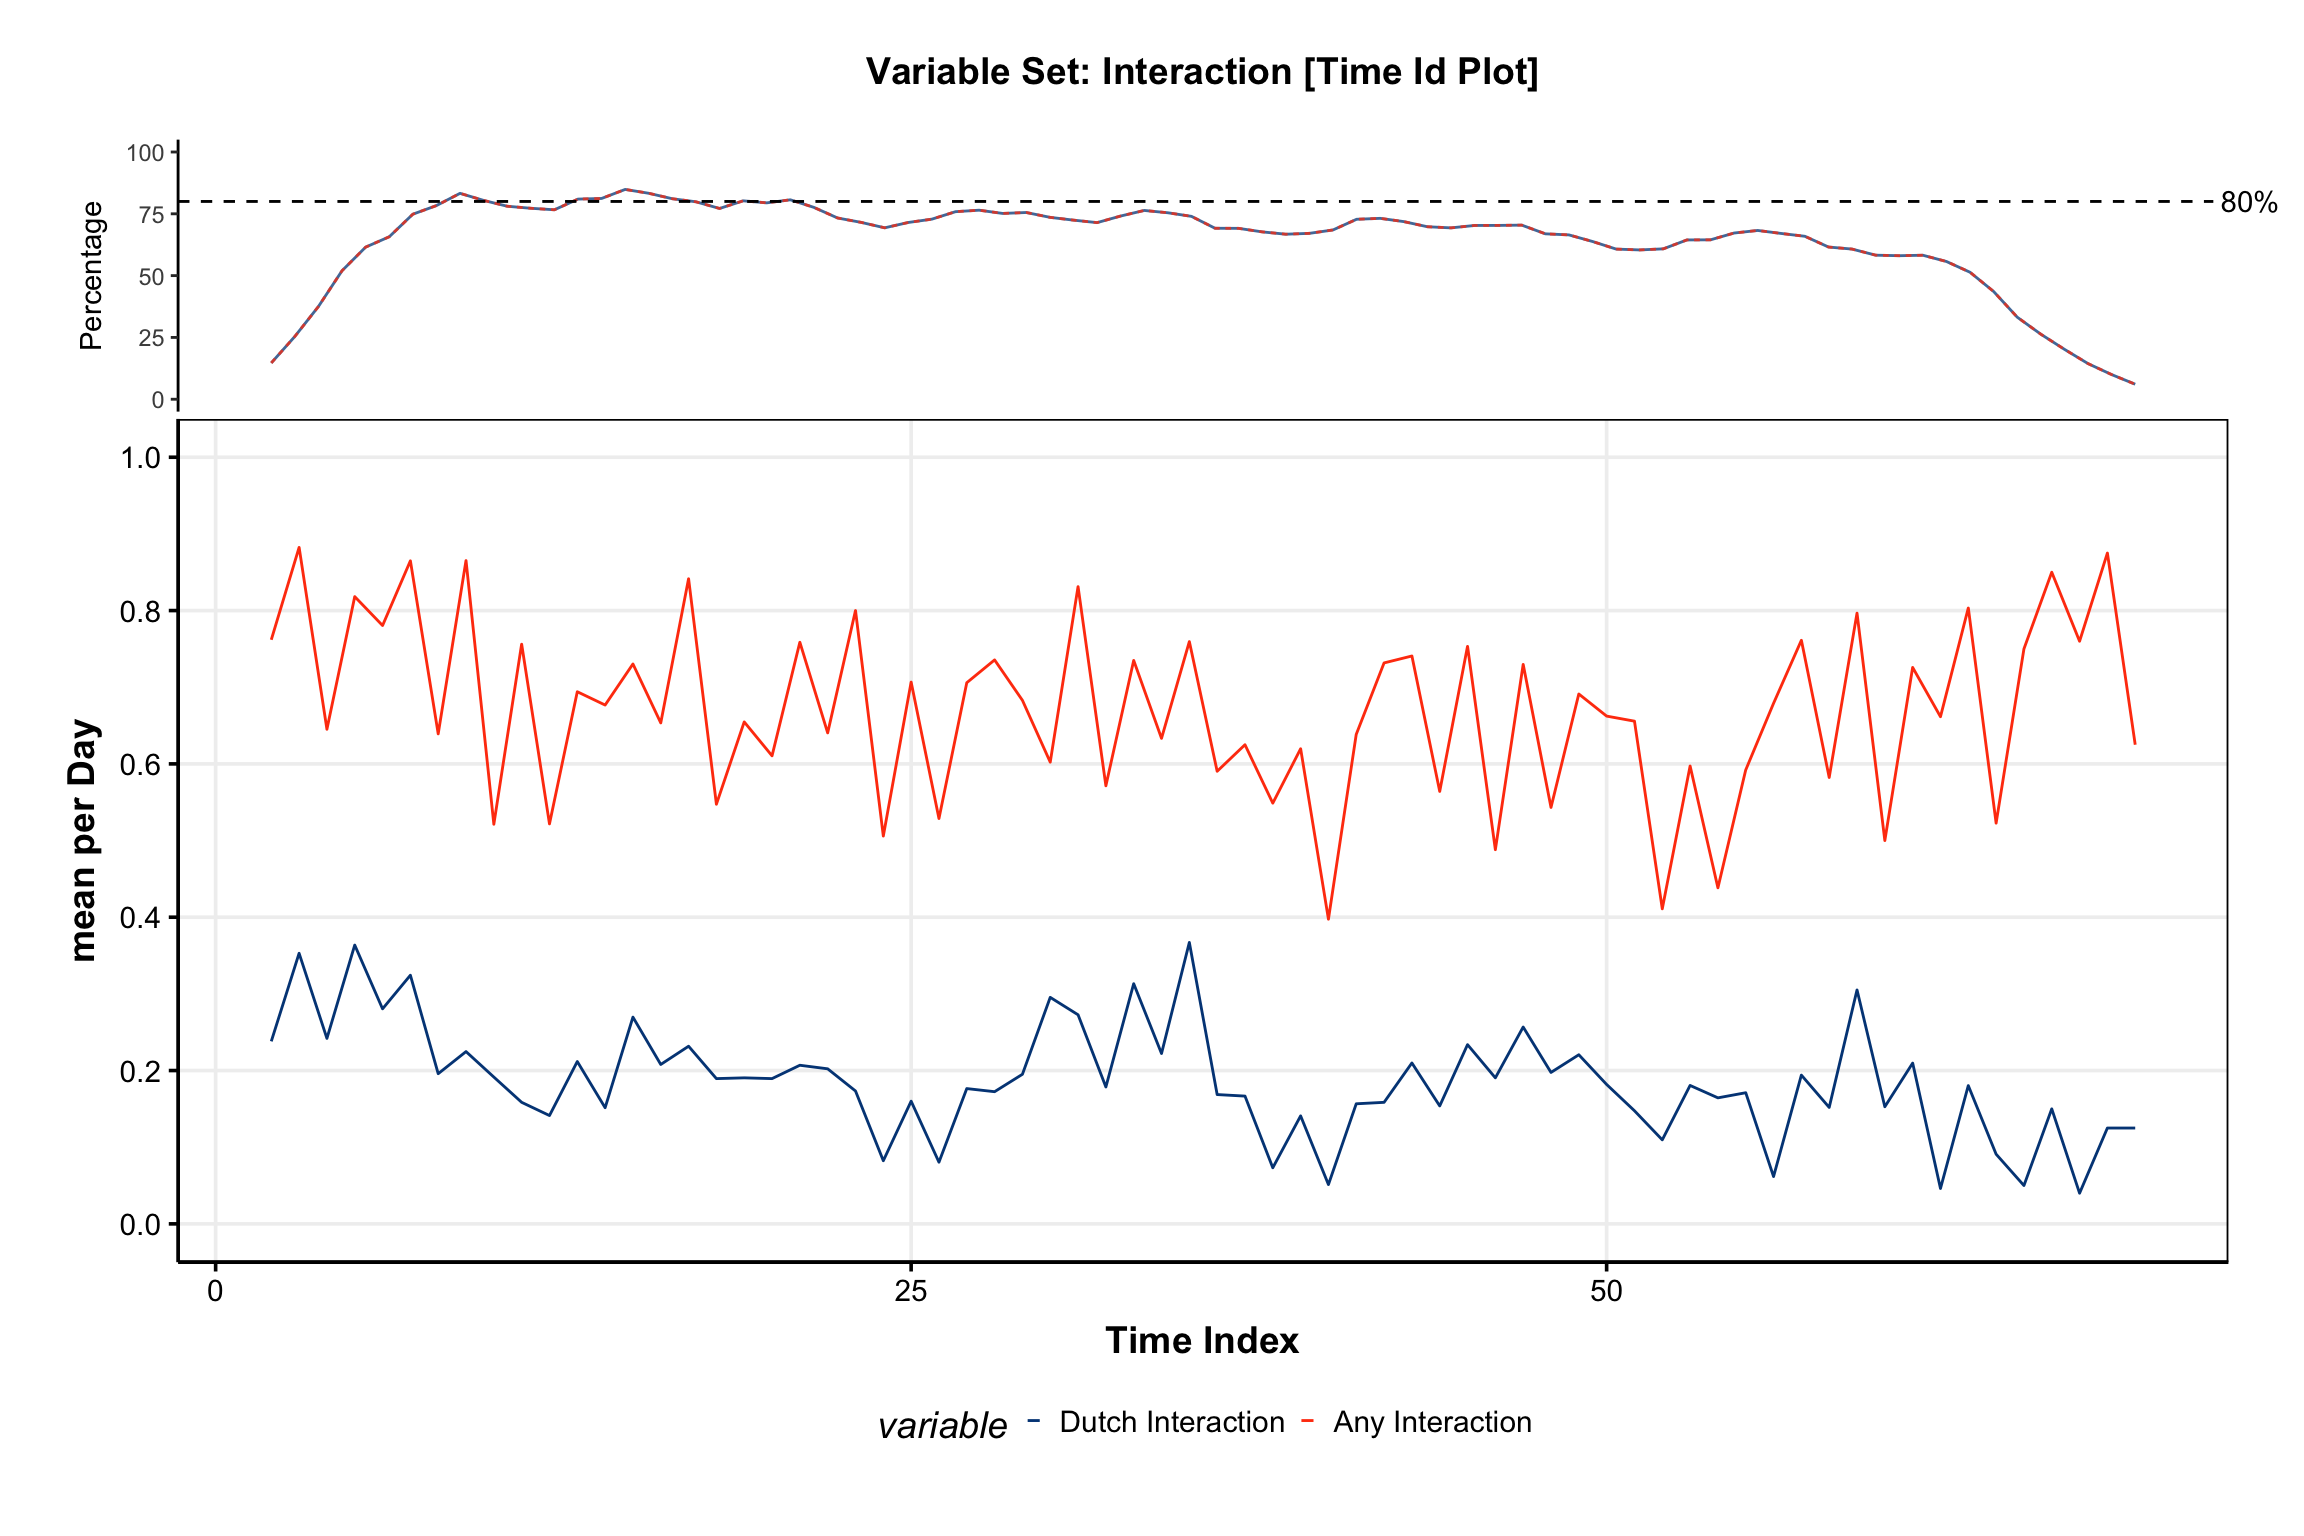 Variable Set: Interaction [Time Id Plot]
100
75
50
25
0
Percentage
80%
1.0
0.8
0.6
0.4
0.2
0.0
mean per Day
0 25 50
Time Index
variable Dutch Interaction Any Interaction